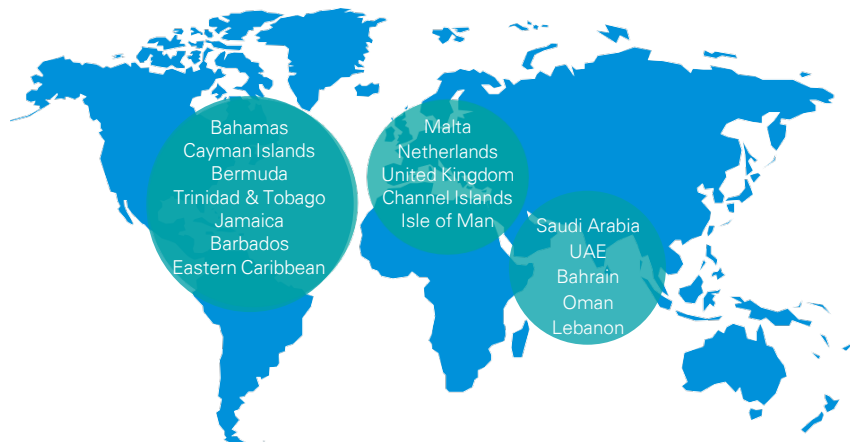 Bahamas
Cayman Islands
Bermuda
Trinidad & Tobago
Jamaica
Barbados
Eastern Caribbean
Malta
Netherlands
United Kingdom
Channel Islands
Isle of Man
Saudi Arabia
UAE
Bahrain
Oman
Lebanon